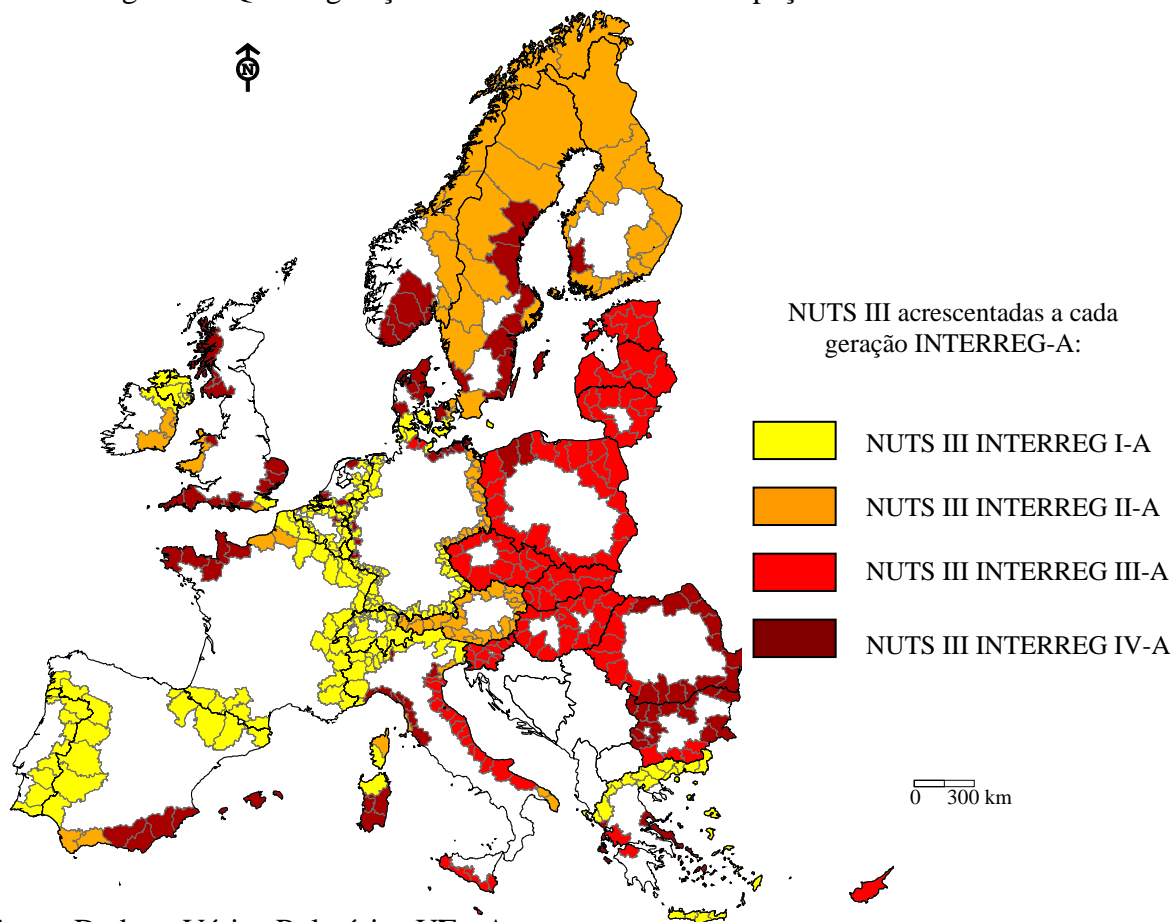 N
NUTS III acrescentadas a cada
geração INTERREG-A:
NUTS III INTERREG I-A
NUTS III INTERREG II-A
NUTS III INTERREG III-A
NUTS III INTERREG IV-A
0 300 km